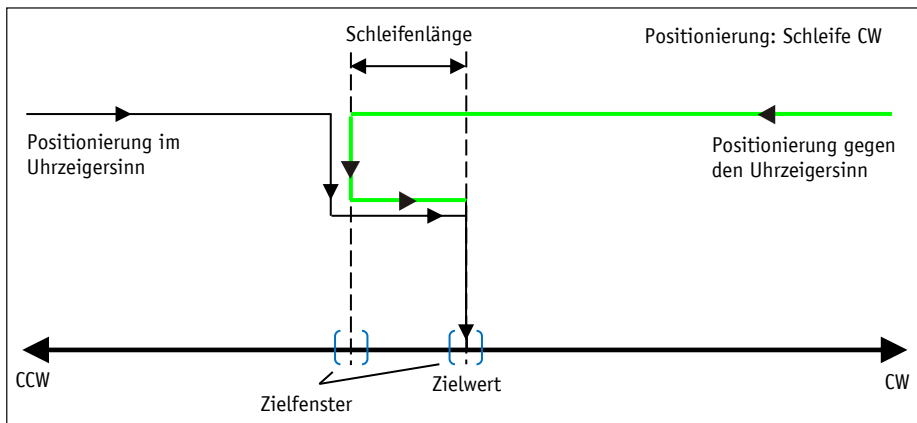 Schleifenlänge
Positionierung: Schleife CW
Positionierung im
Uhrzeigersinn
Positionierung gegen
den Uhrzeigersinn
CCW
Zielfenster
Zielwert
CW